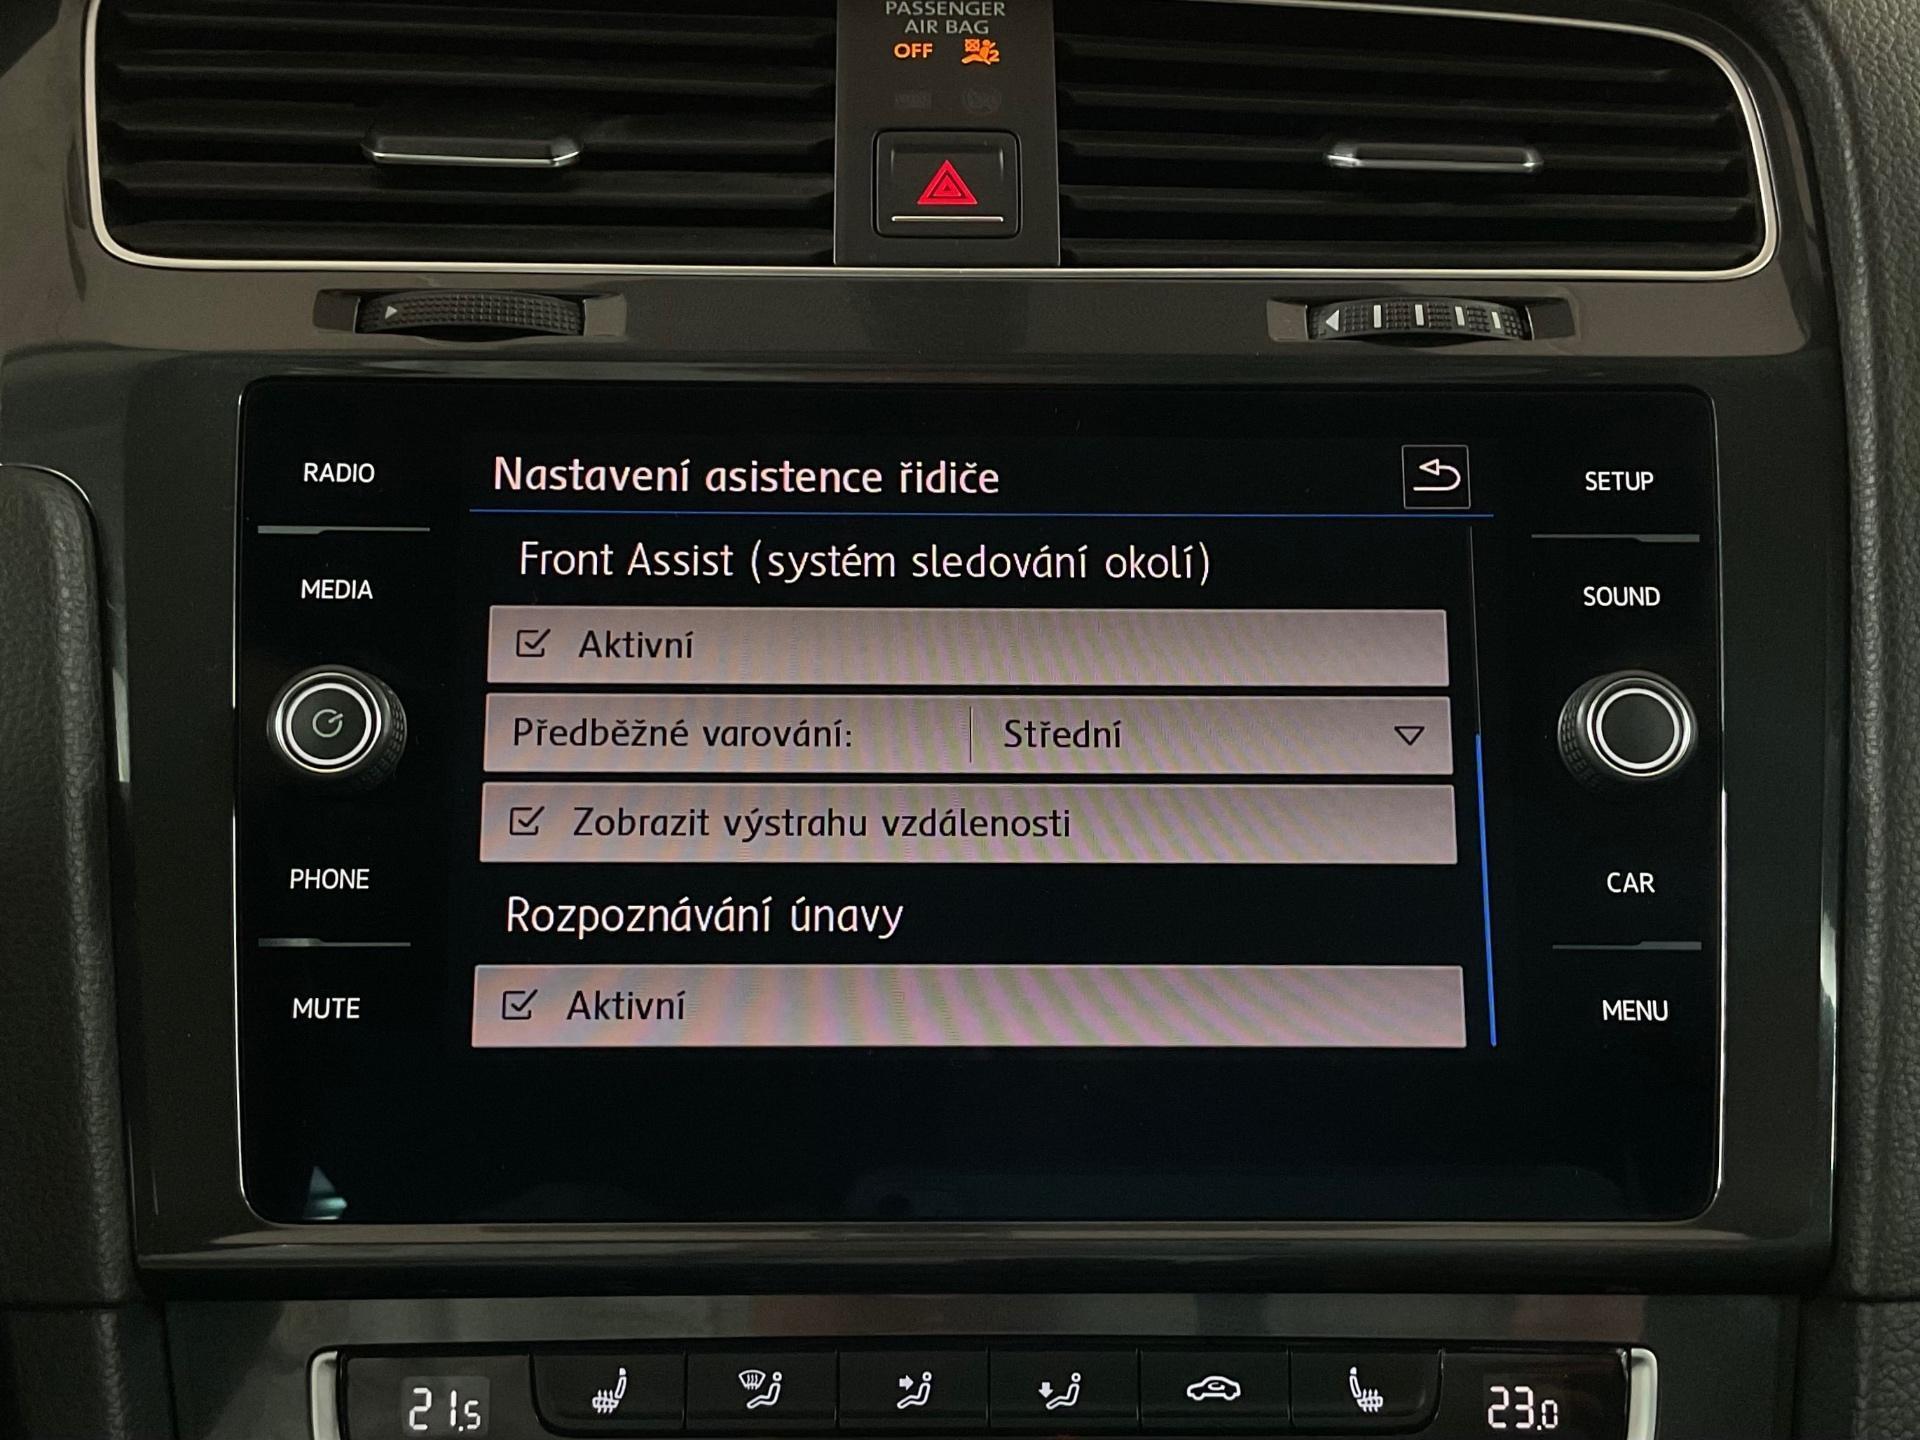 PASSENGER
AIR BAG
OFF
RADIO
MEDIA
PHONE
MUTE
Nastavení asistence řidiče
Front Assist (systém sledování okolí)
Aktivní
Předběžné varování: Střední
Zobrazit výstrahu vzdálenosti
Rozpoznávání únavy
Aktivní
SETUP
SOUND
CAR
MENU
21.5
23.0